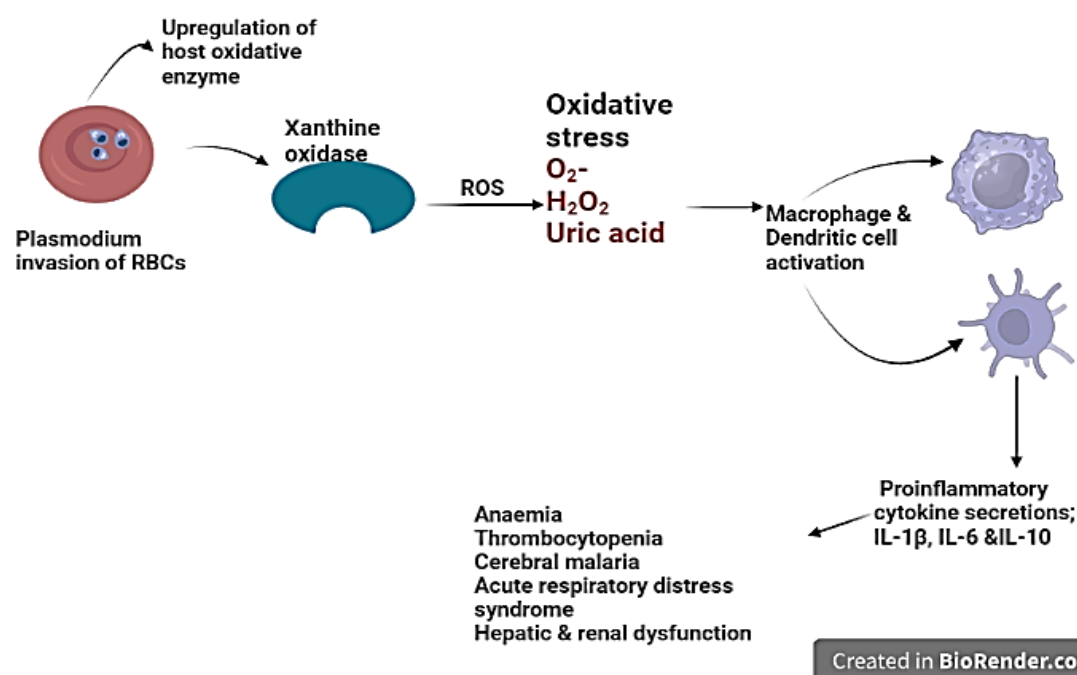 Upregulation of
host oxidative
enzyme
Plasmodium
invasion of RBCs
Xanthine
oxidase
ROS
Oxidative
stress
O₂-
H₂O₂
Uric acid
Macrophage &
Dendritic cell
activation
Proinflammatory
cytokine secretions;
IL-1β, IL-6 &IL-10
Anaemia
Thrombocytopenia
Cerebral malaria
Acute respiratory distress
syndrome
Hepatic & renal dysfunction
Created in BioRender.co